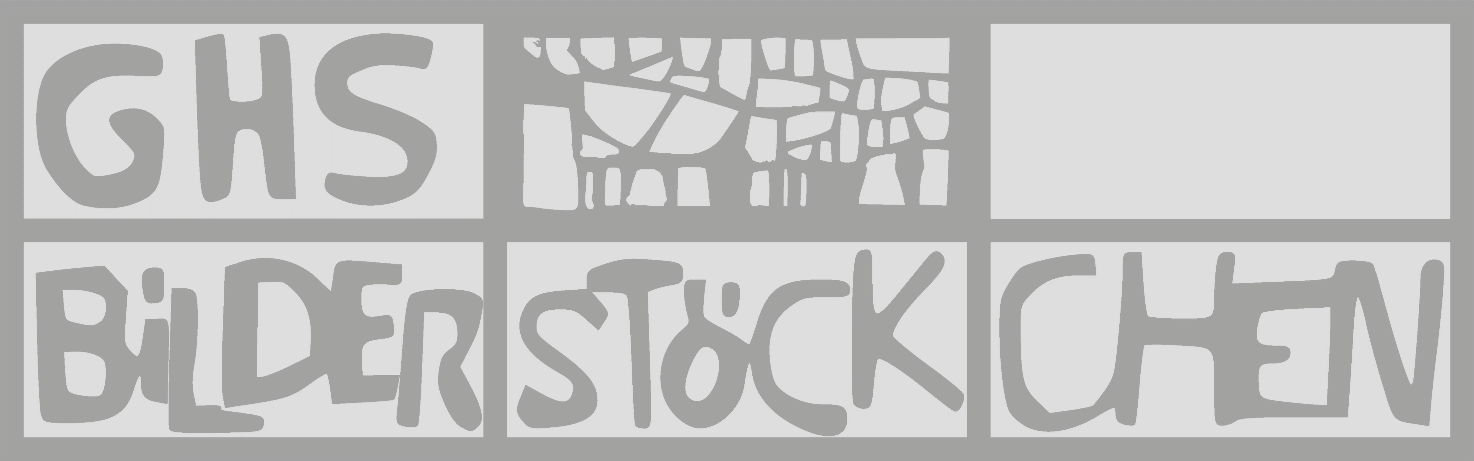 GHS
BiLDER STÖCK CHEN